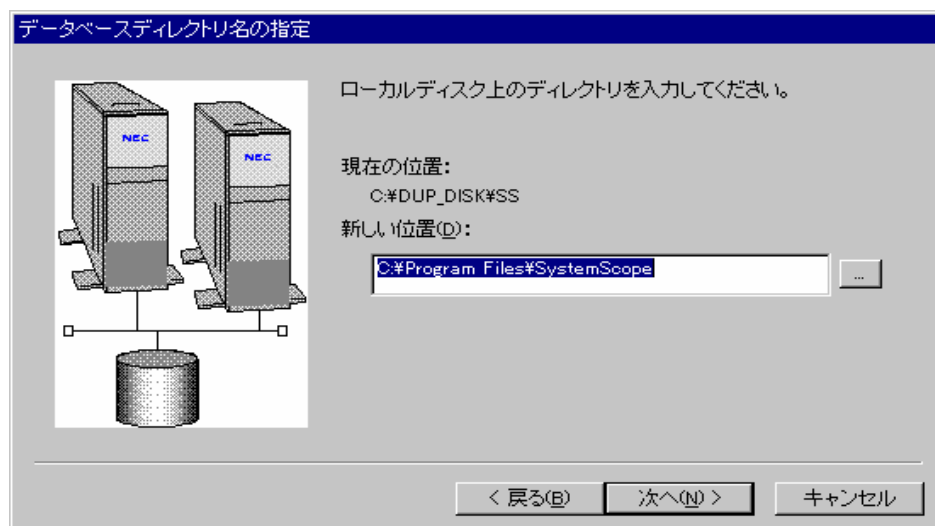 データベースディレクトリ名の指定
NEC
NEC
ローカルディスク上のディレクトリを入力してください。
現在の位置:
C:¥DUP_DISK¥SS
新しい位置(D):
C:¥Program Files¥SystemScope
...
< 戻る(B)
次へ(N) >
キャンセル